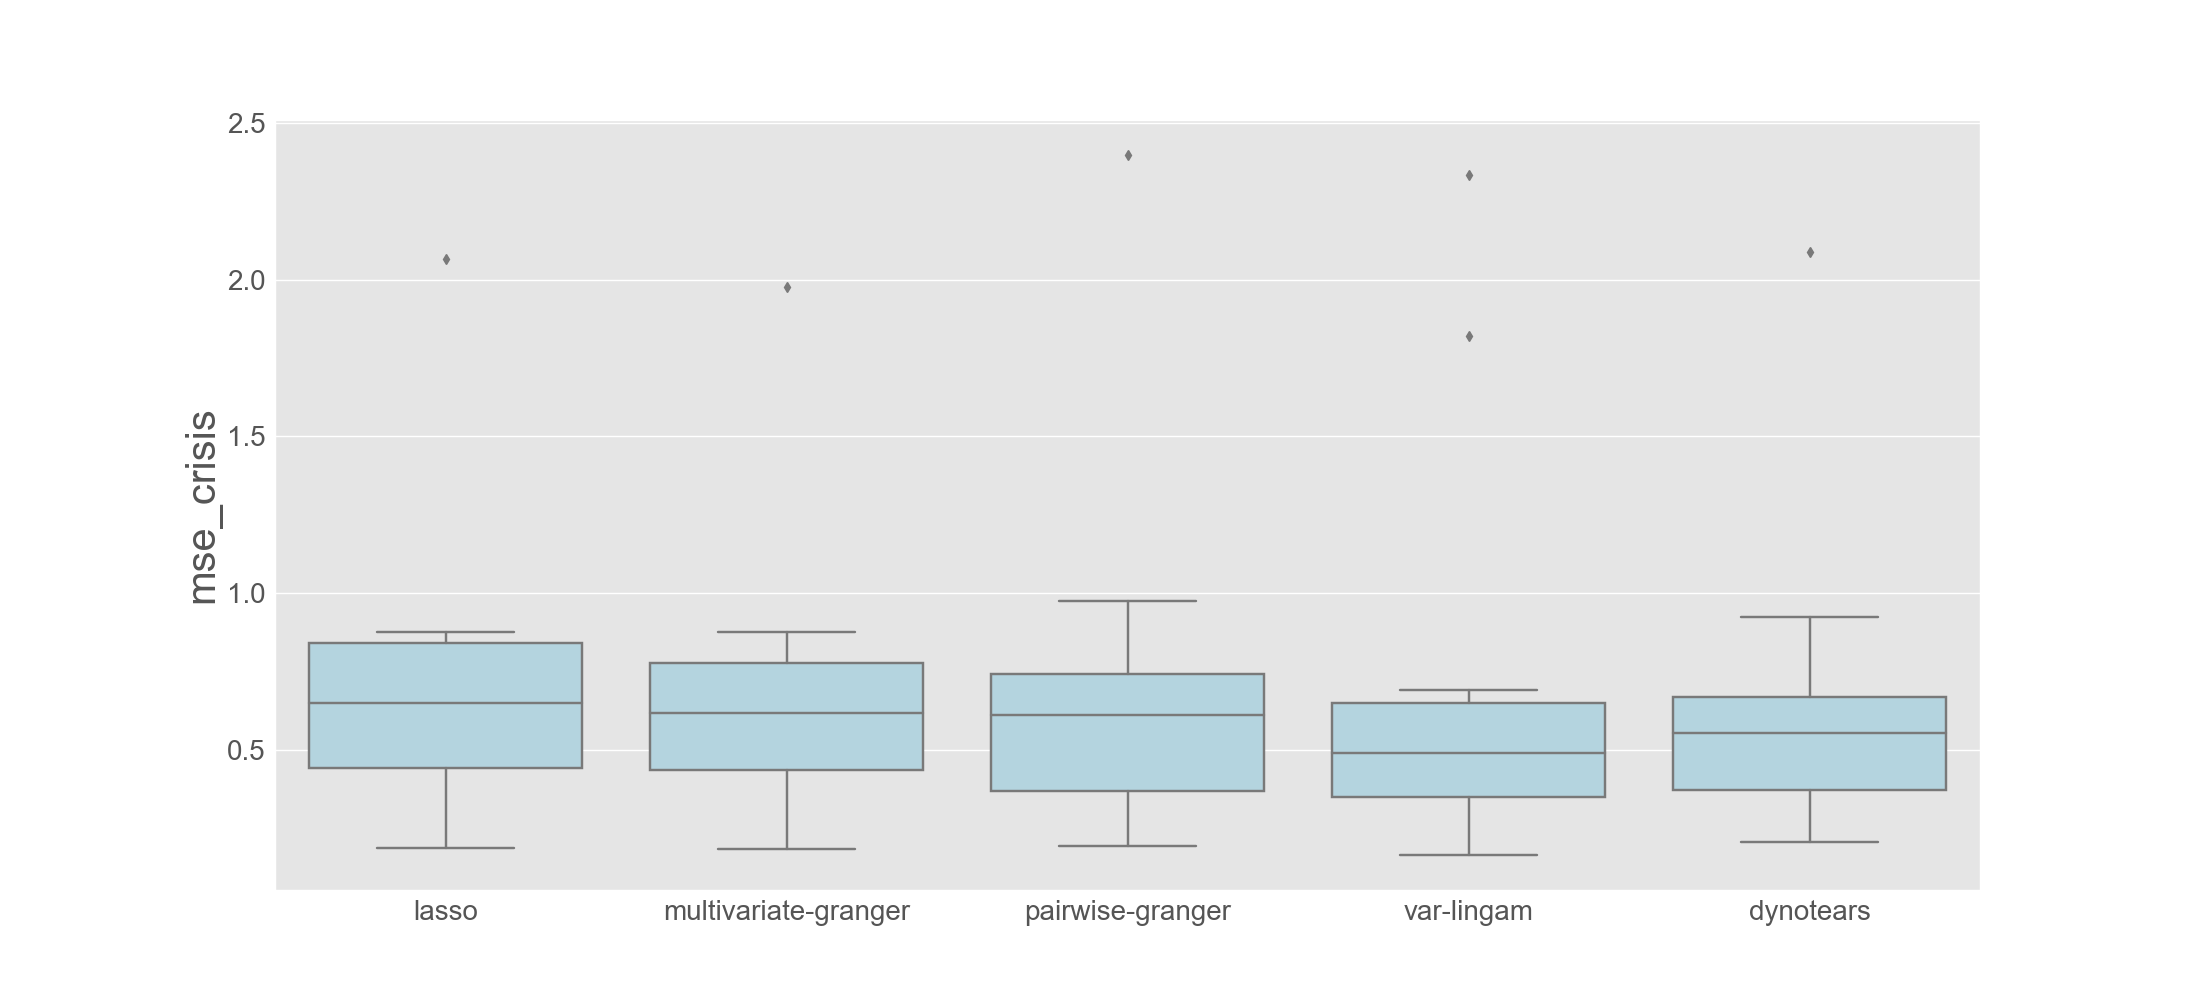 mse_crisis
2.5
2.0
1.5
1.0
0.5
lasso multivariate-granger pairwise-granger var-lingam dynotears